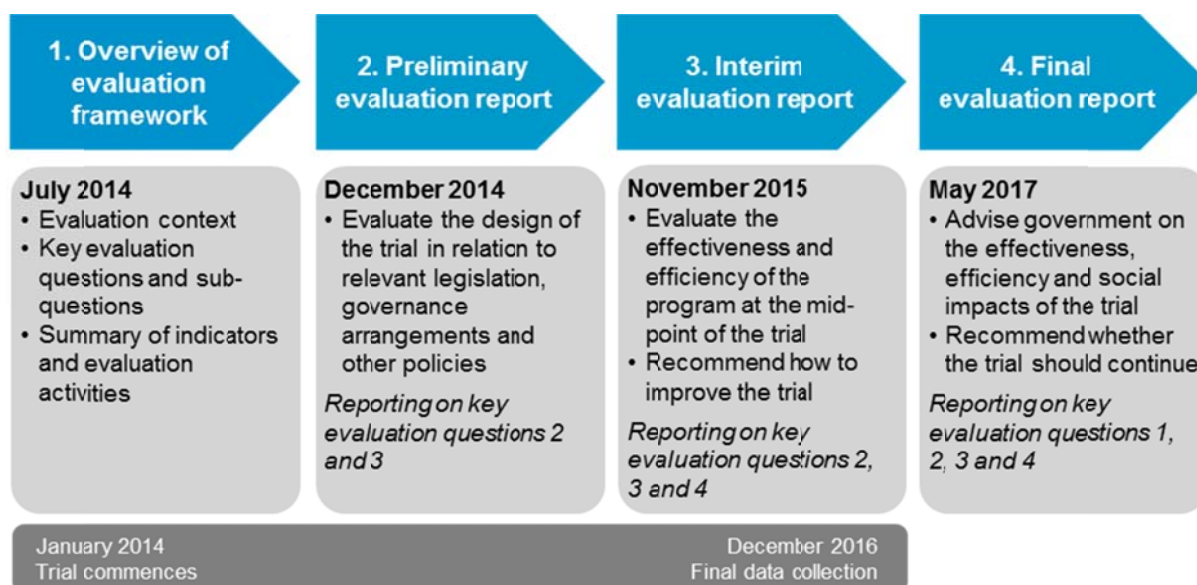 1. Overview of
evaluation
framework
2. Preliminary
evaluation report
3. Interim
evaluation report
4. Final
evaluation report
July 2014
• Evaluation context
• Key evaluation
questions and sub-
questions
• Summary of indicators
and evaluation
activities
December 2014
• Evaluate the design of
the trial in relation to
relevant legislation,
governance
arrangements and
other policies
Reporting on key
evaluation questions 2
and 3
November 2015
• Evaluate the
effectiveness and
efficiency of the
program at the mid-
point of the trial
• Recommend how to
improve the trial
Reporting on key
evaluation questions 2,
3 and 4
May 2017
• Advise government on
the effectiveness,
efficiency and social
impacts of the trial
• Recommend whether
the trial should continue
Reporting on key
evaluation questions 1,
2, 3 and 4
January 2014
Trial commences
December 2016
Final data collection